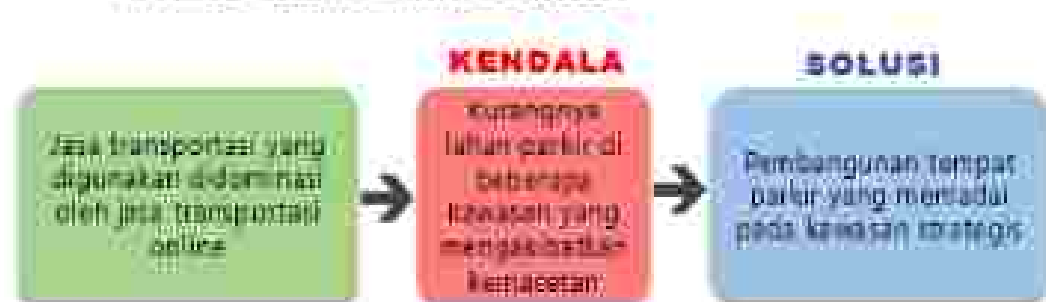 KENDALA
SOLUSI
Jasa transportasi yang
digunakan didominasi
oleh jasa transportasi
online
Kurangnya
lahan parkir di
beberapa
kawasan yang
mengakibatkan
kemacetan
Pembangunan tempat
parkir yang memadai
pada kawasan strategis